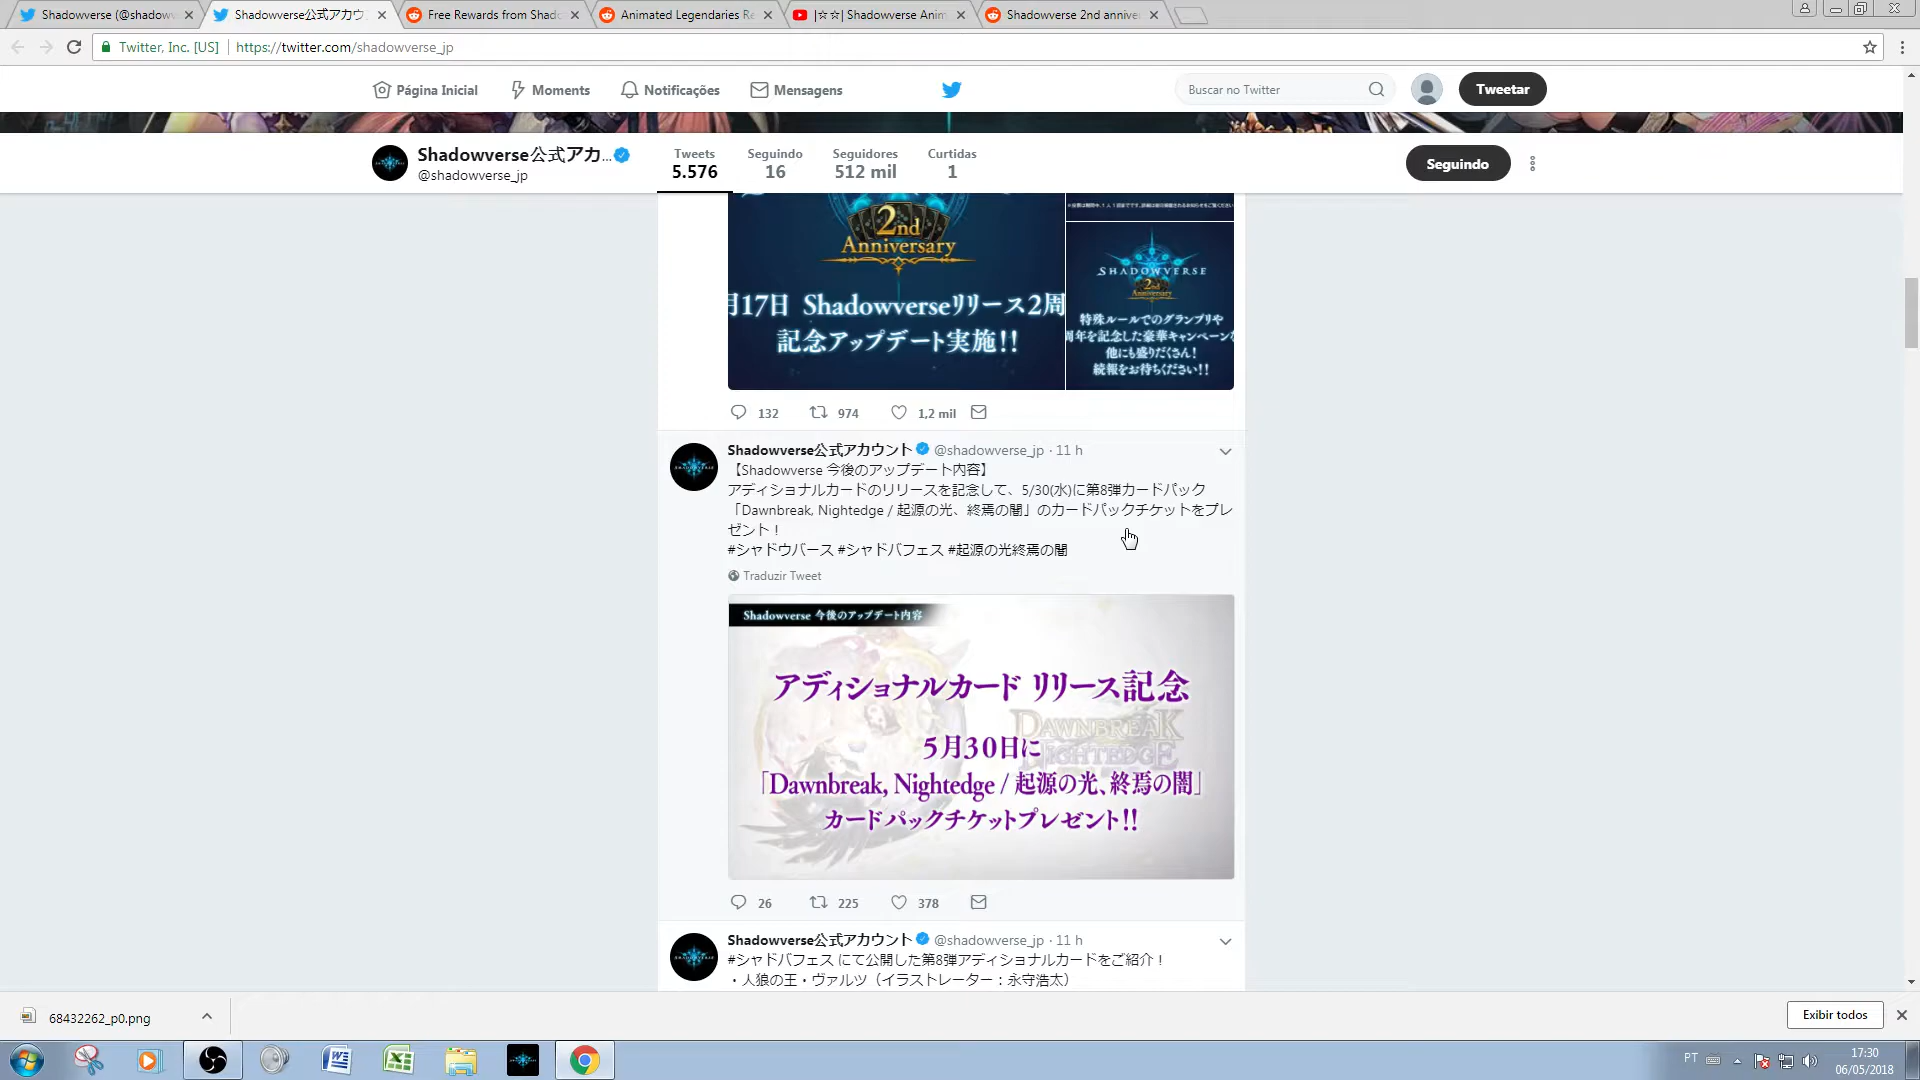 Shadowverse (@shadow
Shadowverse公式アカウ
Free Rewards from Shad
Animated Legendaries Re
|☆☆| Shadowverse Anim
Shadowverse 2nd annive
Twitter, Inc. [US]
https://twitter.com/shadowverse_jp
Página Inicial
Moments
Notificações
Mensagens
Buscar no Twitter
Tweetar
Shadowverse公式アカ...
@shadowverse_jp
Tweets
5.576
Seguindo
16
Seguidores
512 mil
Curtidas
1
Seguindo
2nd
Anniversary
月17日 Shadowverseリリース2周
記念アップデート実施!!
SHADOWVERSE
2nd
Anniversary
特殊ルールでのグランプリや
周年を記念した豪華キャンペーンな
他にも盛りだくさん!
続報をお待ちください!!
132
974
1,2 mil
Shadowverse公式アカウント @shadowverse_jp · 11 h
【Shadowverse 今後のアップデート内容】
アディショナルカードのリリースを記念して、5/30(水)に第8弾カードパック
「Dawnbreak, Nightedge / 起源の光、終焉の闇」のカードパックチケットをプレ
ゼント！
#シャドウバース #シャドバフェス #起源の光終焉の闇
Traduzir Tweet
Shadowverse 今後のアップデート内容
アディショナルカード リリース記念
DAWNBREAK
NIGHTEDGE
5月30日に
「Dawnbreak, Nightedge / 起源の光、終焉の闇」
カードパックチケットプレゼント!!
26
225
378
Shadowverse公式アカウント @shadowverse_jp · 11 h
#シャドバフェス にて公開した第8弾アディショナルカードをご紹介！
・人狼の王・ヴァルツ（イラストレーター：永守浩太）
68432262_p0.png
Exibir todos
PT
17:30
06/05/2018